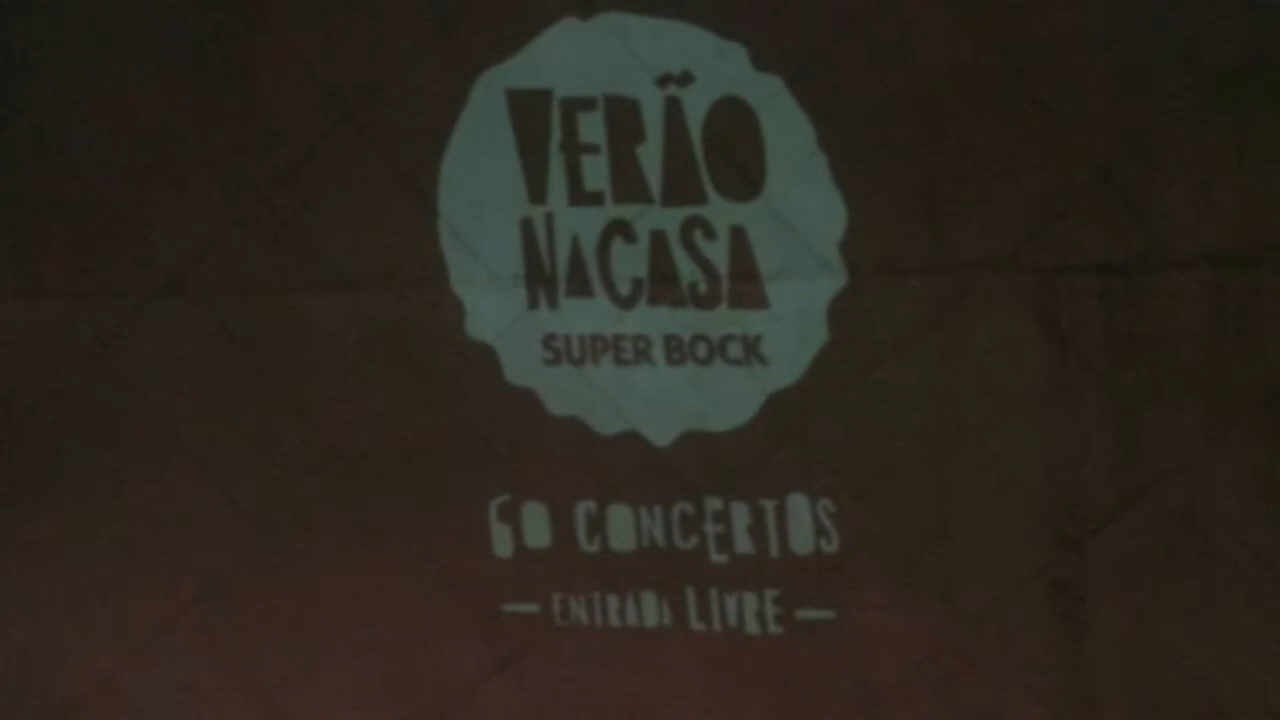 VERÃO
NA CASA
SUPER BOCK
60 CONCERTOS
— ENTRADA LIVRE —